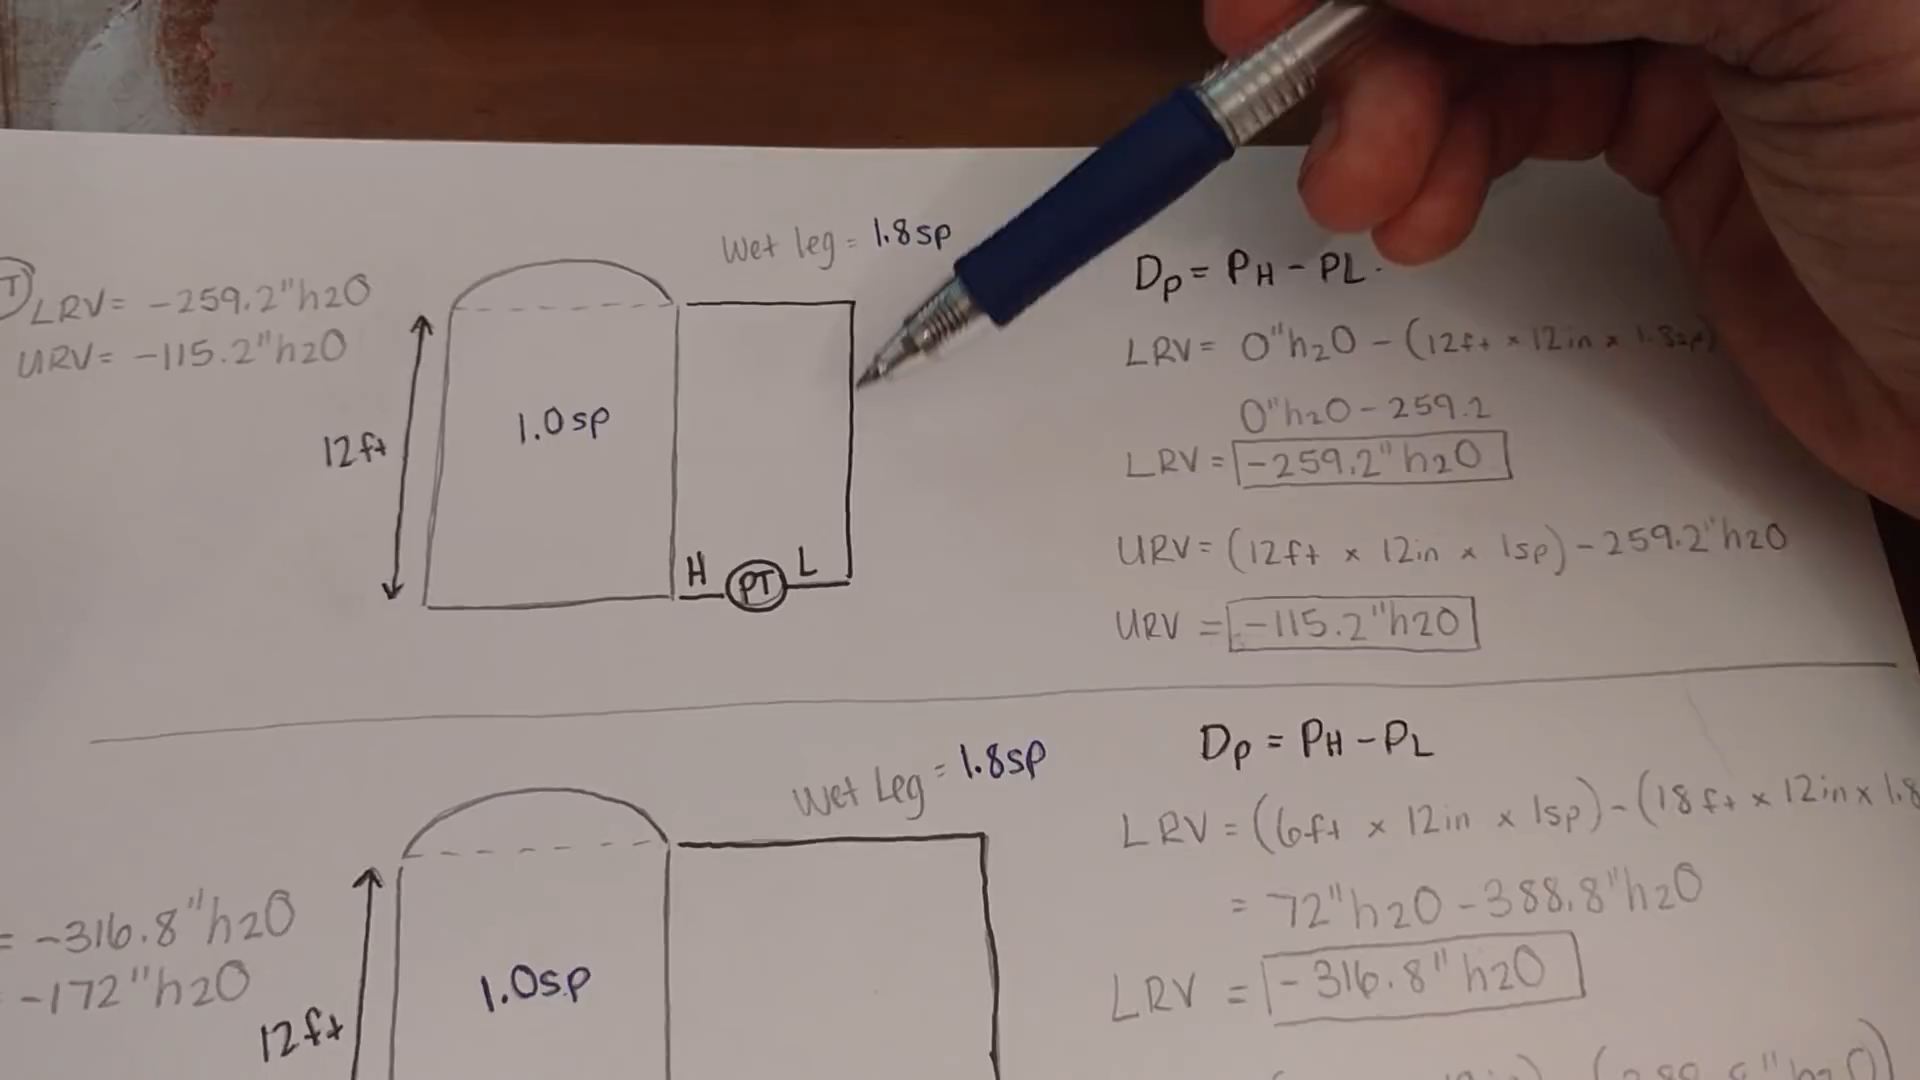 Wet leg = 1.8sp
T LRV= -259.2"h2O
URV= -115.2"h2O
12ft
1.0sp
H PT L
Dp= PH - PL
LRV= 0"h2O - (12ft × 12in × 1.8sp)
0"h2O - 259.2
LRV= -259.2"h2O
URV= (12ft × 12in × 1sp) - 259.2"h2O
URV = -115.2"h2O
Wet Leg = 1.8sp
= -316.8"h2O
-172"h2O
12ft
1.0sp
Dp = PH - PL
LRV= (6ft × 12in × 1sp) - (18ft × 12in × 1.8
= 72"h2O - 388.8"h2O
LRV = -316.8"h2O